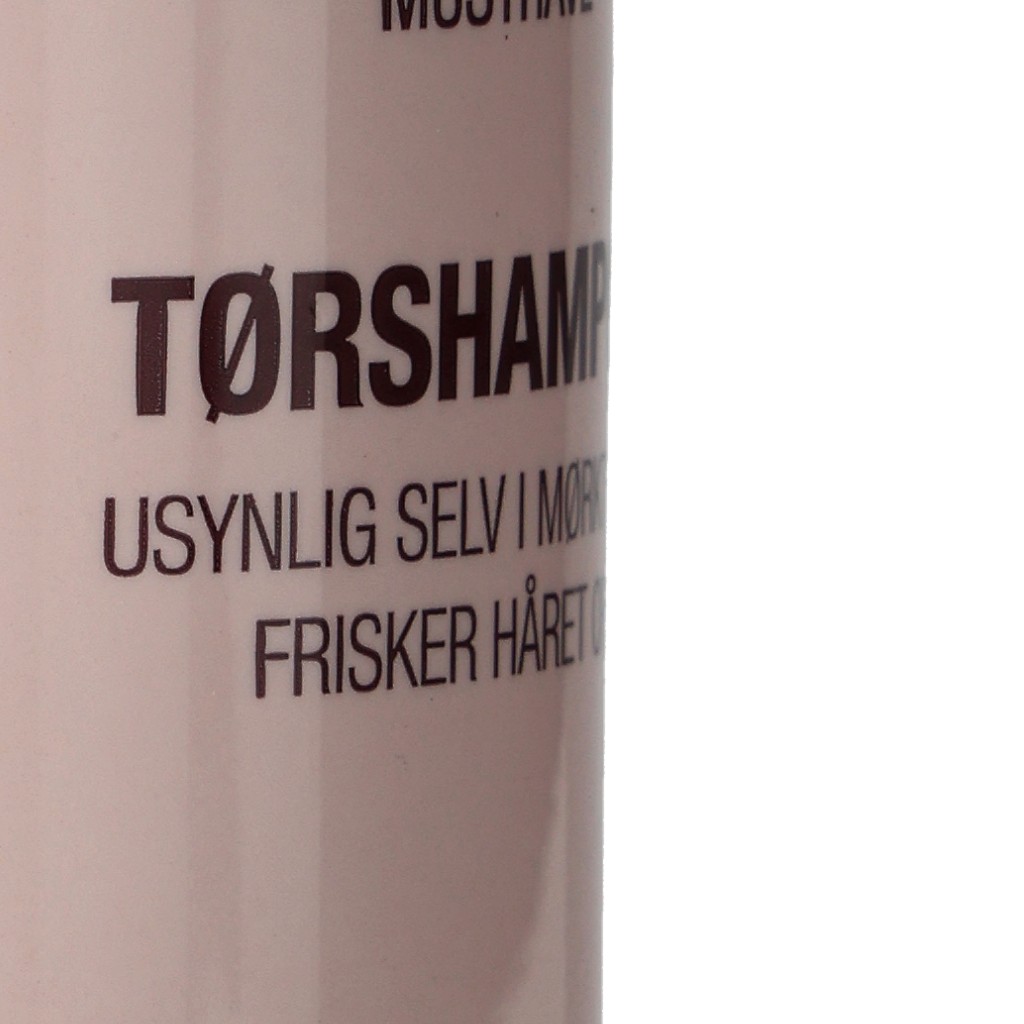 TØRSHAMP
USYNLIG SELV I
FRISKER HÅRET